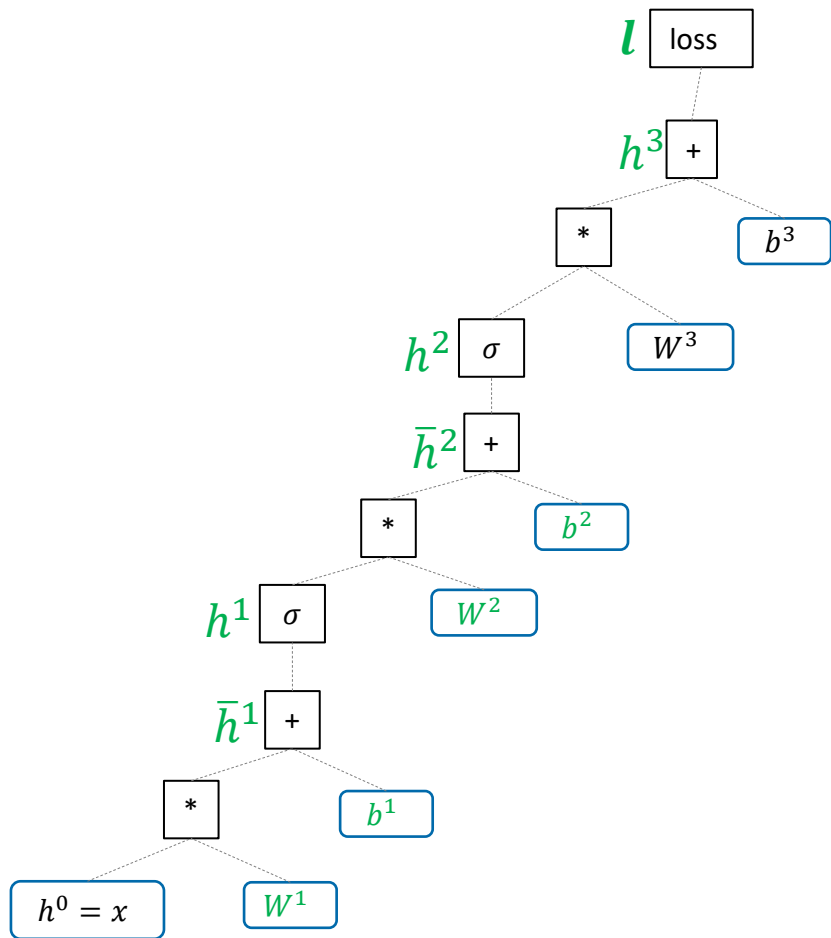 l loss
h³ +
* b³
h² σ W³
h̅² +
* b²
h¹ σ W²
h̅¹ +
* b¹
h⁰ = x W¹